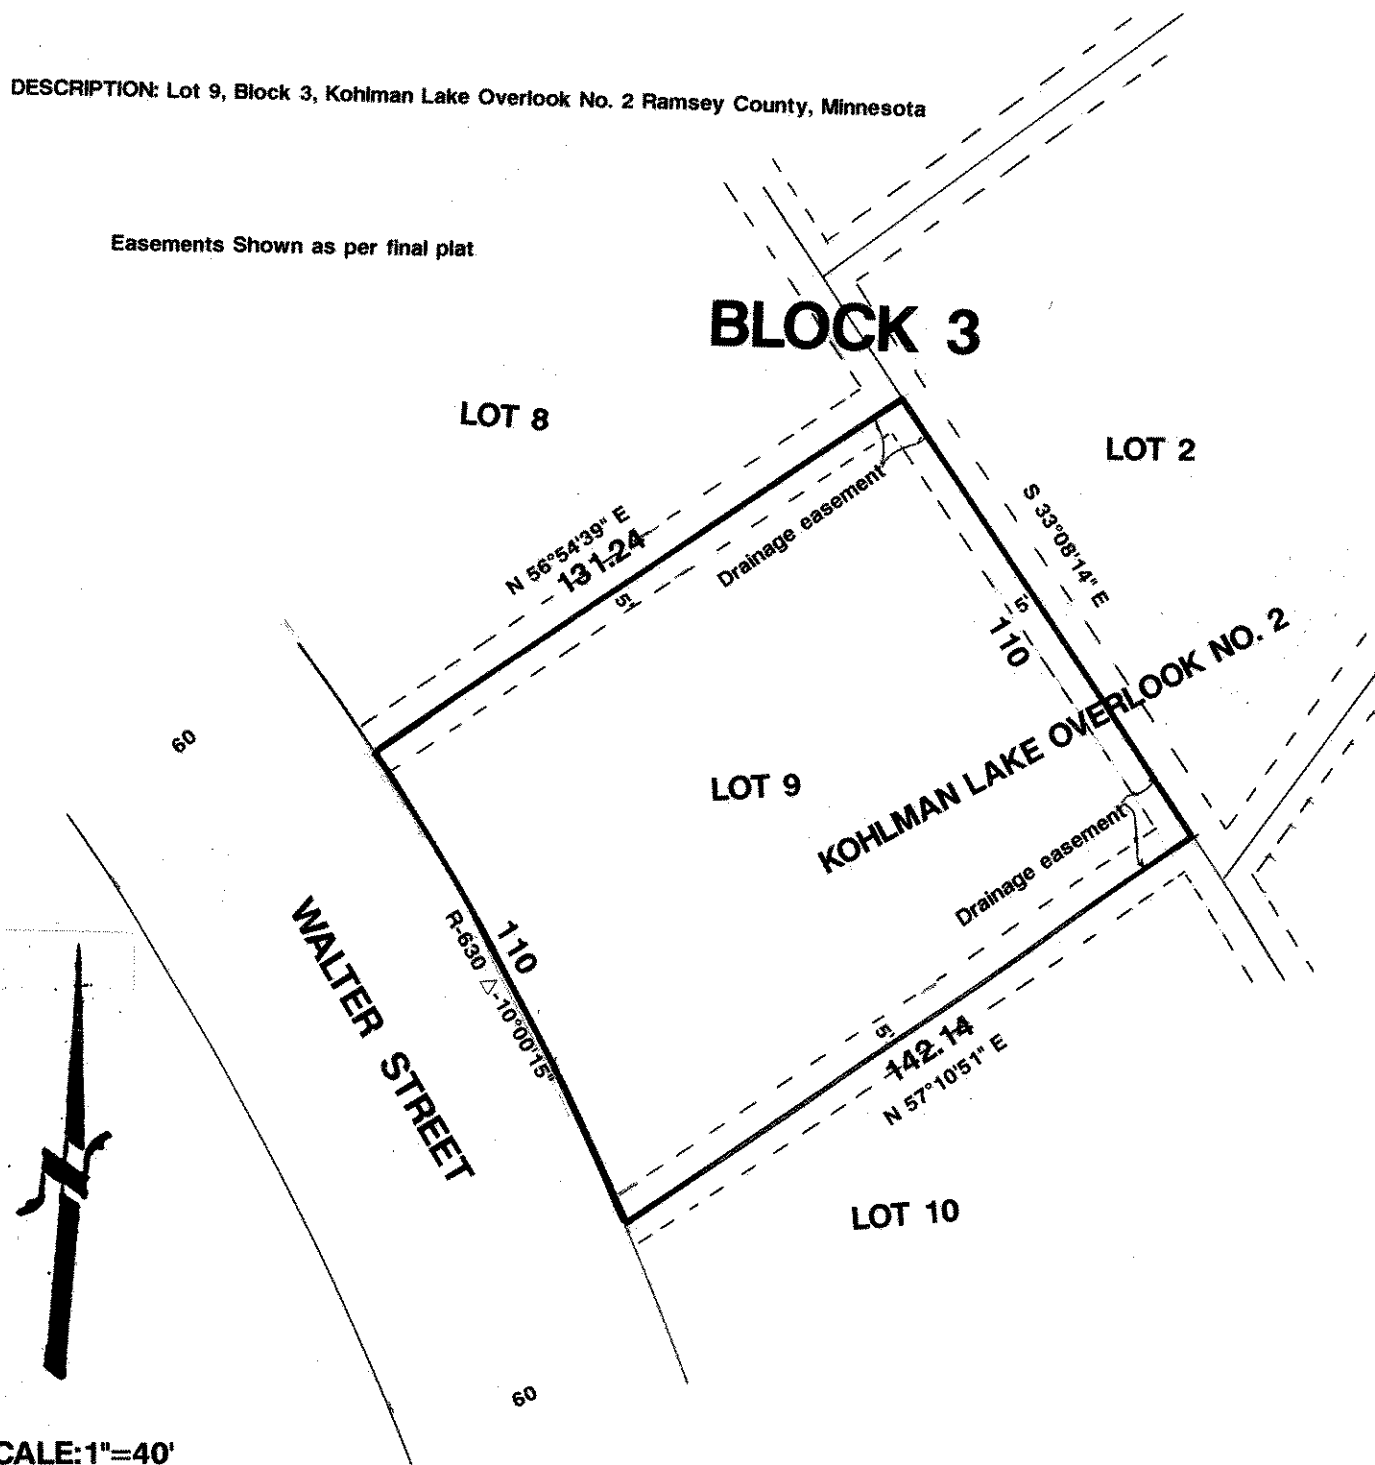 DESCRIPTION: Lot 9, Block 3, Kohlman Lake Overlook No. 2 Ramsey County, Minnesota
Easements Shown as per final plat
BLOCK 3
LOT 8
LOT 2
N 56°54'39" E
131.24
5'
Drainage easement
S 33°08'14" E
5'
110
KOHLMAN LAKE OVERLOOK NO. 2
60
LOT 9
Drainage easement
WALTER STREET
110
R-630 △-10°00'15"
5'
142.14
N 57°10'51" E
LOT 10
60
CALE:1"=40'